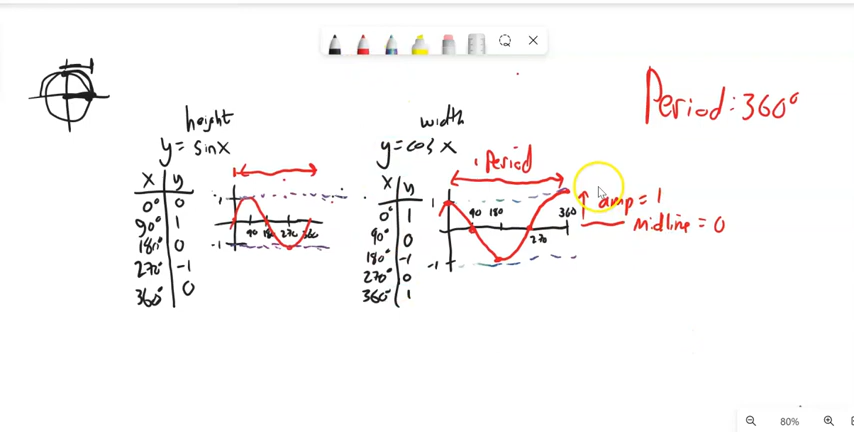 Period: 360°
height
y = sin x
x y
0° 0
90° 1
180° 0
270° -1
360° 0
1
-1
90 180 270 360
width
y = cos x
x y
0° 1
90° 0
180° -1
270° 0
360° 1
1 Period
1
-1
90 180 270 360
amp = 1
midline = 0
80%